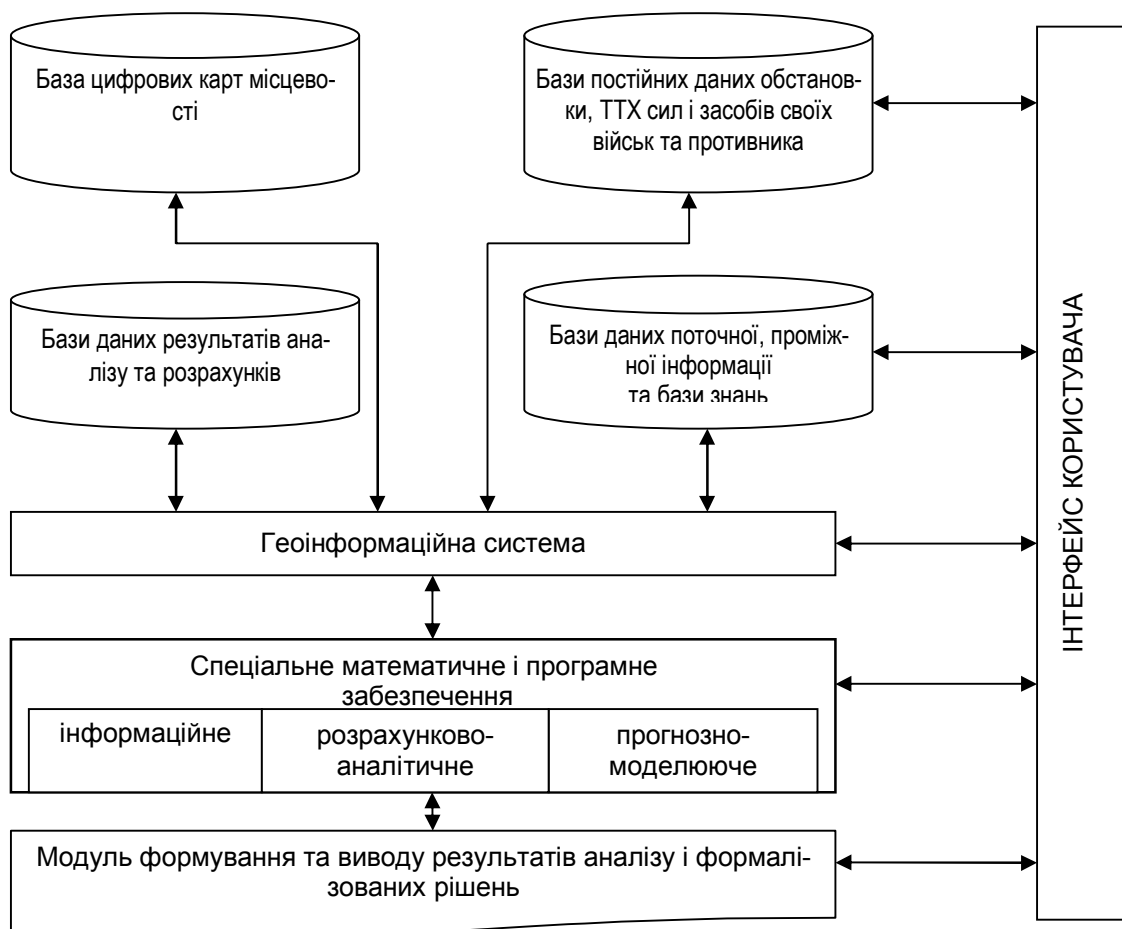 База цифрових карт місцево-
сті
Бази постійних даних обстанов-
ки, ТТХ сил і засобів своїх
військ та противника
Бази даних результатів ана-
лізу та розрахунків
Бази даних поточної, проміж-
ної інформації
та бази знань
Геоінформаційна система
Спеціальне математичне і програмне
забезпечення
інформаційне
розрахунково-
аналітичне
прогнозно-
моделююче
Модуль формування та виводу результатів аналізу і формалі-
зованих рішень
ІНТЕРФЕЙС КОРИСТУВАЧА